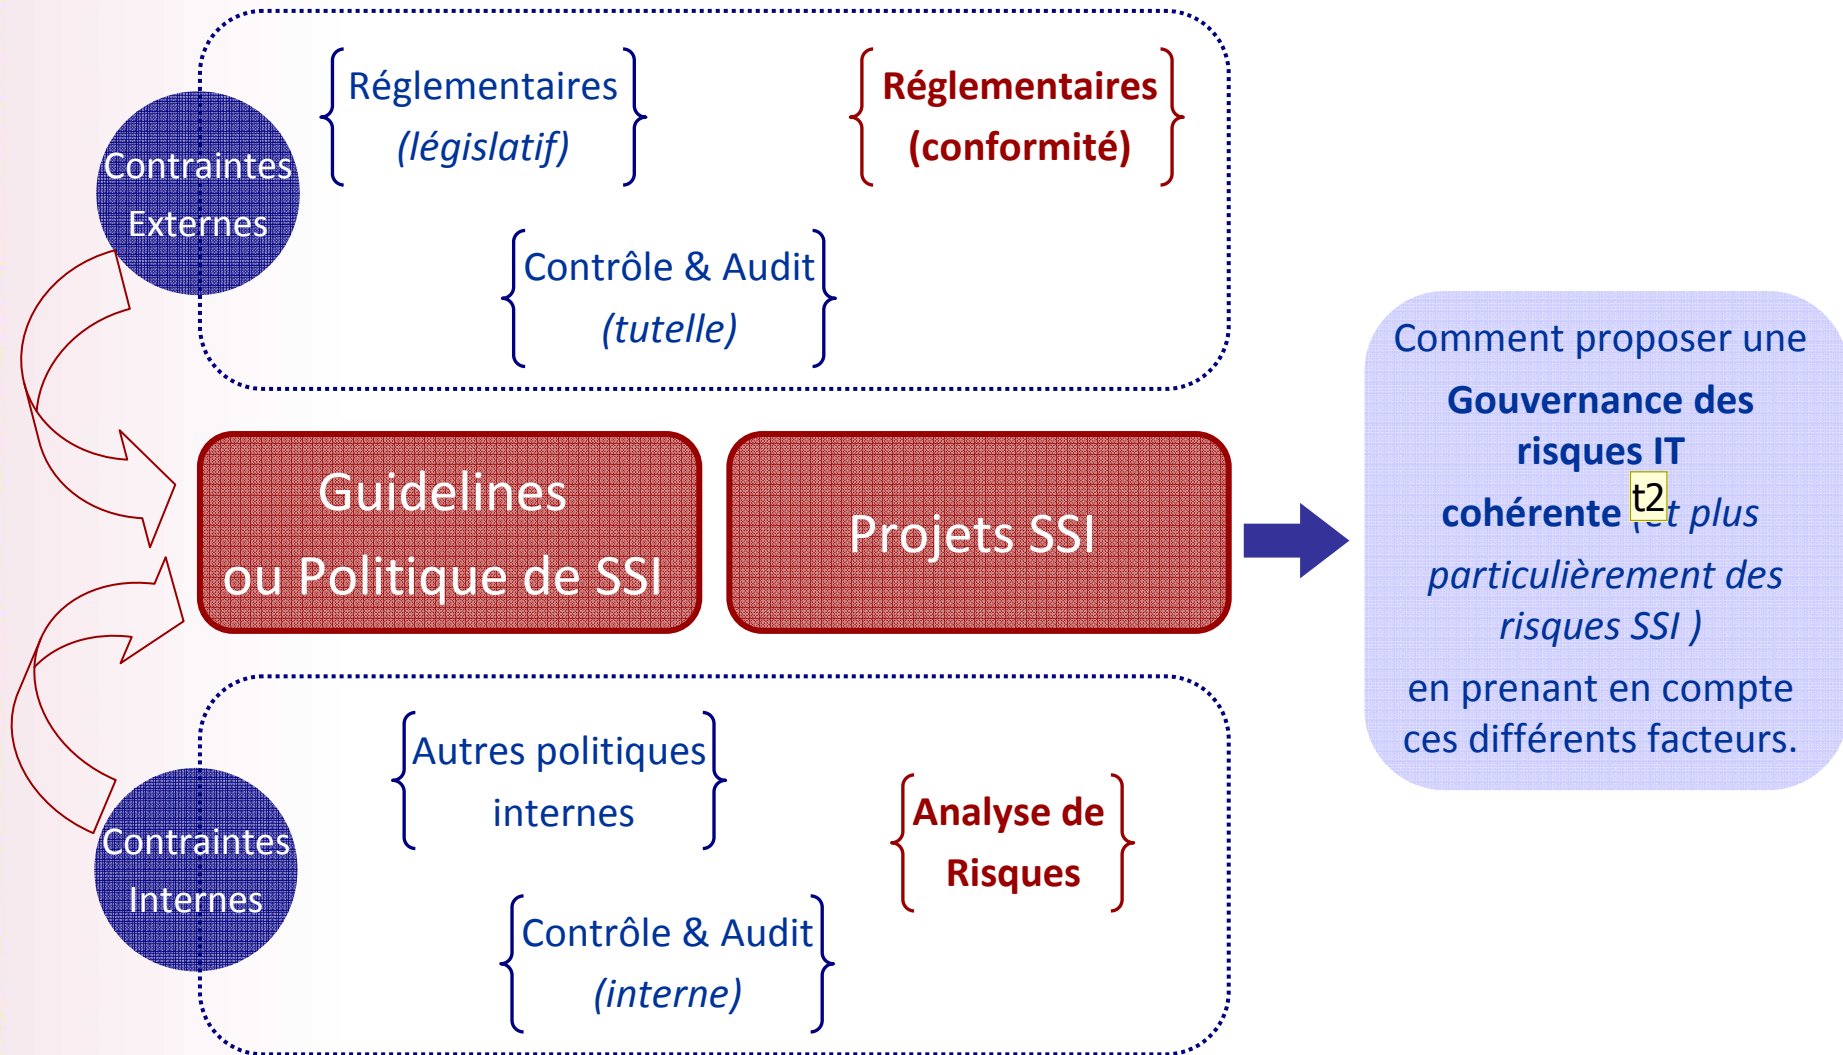 Contraintes
Externes
Réglementaires
(législatif)
Réglementaires
(conformité)
Contrôle & Audit
(tutelle)
Guidelines
ou Politique de SSI
Projets SSI
Contraintes
Internes
Autres politiques
internes
Analyse de
Risques
Contrôle & Audit
(interne)
Comment proposer une
Gouvernance des
risques IT
cohérente t2 (et plus
particulièrement des
risques SSI )
en prenant en compte
ces différents facteurs.